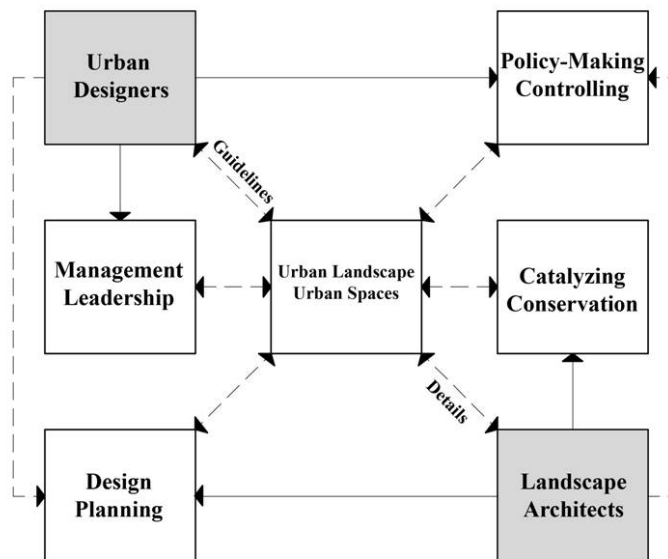 Urban
Designers
Policy-Making
Controlling
Guidelines
Management
Leadership
Urban Landscape
Urban Spaces
Catalyzing
Conservation
Details
Design
Planning
Landscape
Architects